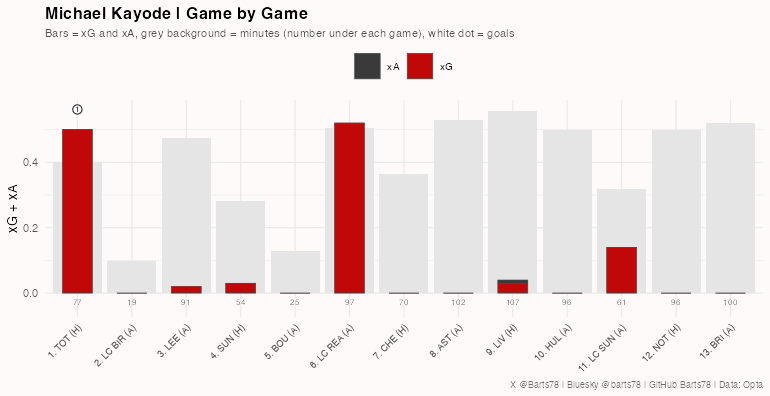 Michael Kayode | Game by Game
Bars = xG and xA, grey background = minutes (number under each game), white dot = goals
xA xG
1
xG + xA
0.4
0.2
0.0
77 19 91 54 25 97 70 102 107 96 61 96 100
1. TOT (H)
2. LC BIR (A)
3. LEE (A)
4. SUN (H)
5. BOU (A)
6. LC REA (A)
7. CHE (H)
8. AST (A)
9. LIV (H)
10. HUL (A)
11. LC SUN (A)
12. NOT (H)
13. BRI (A)
X @Barts78 | Bluesky @barts78 | GitHub Barts78 | Data: Opta